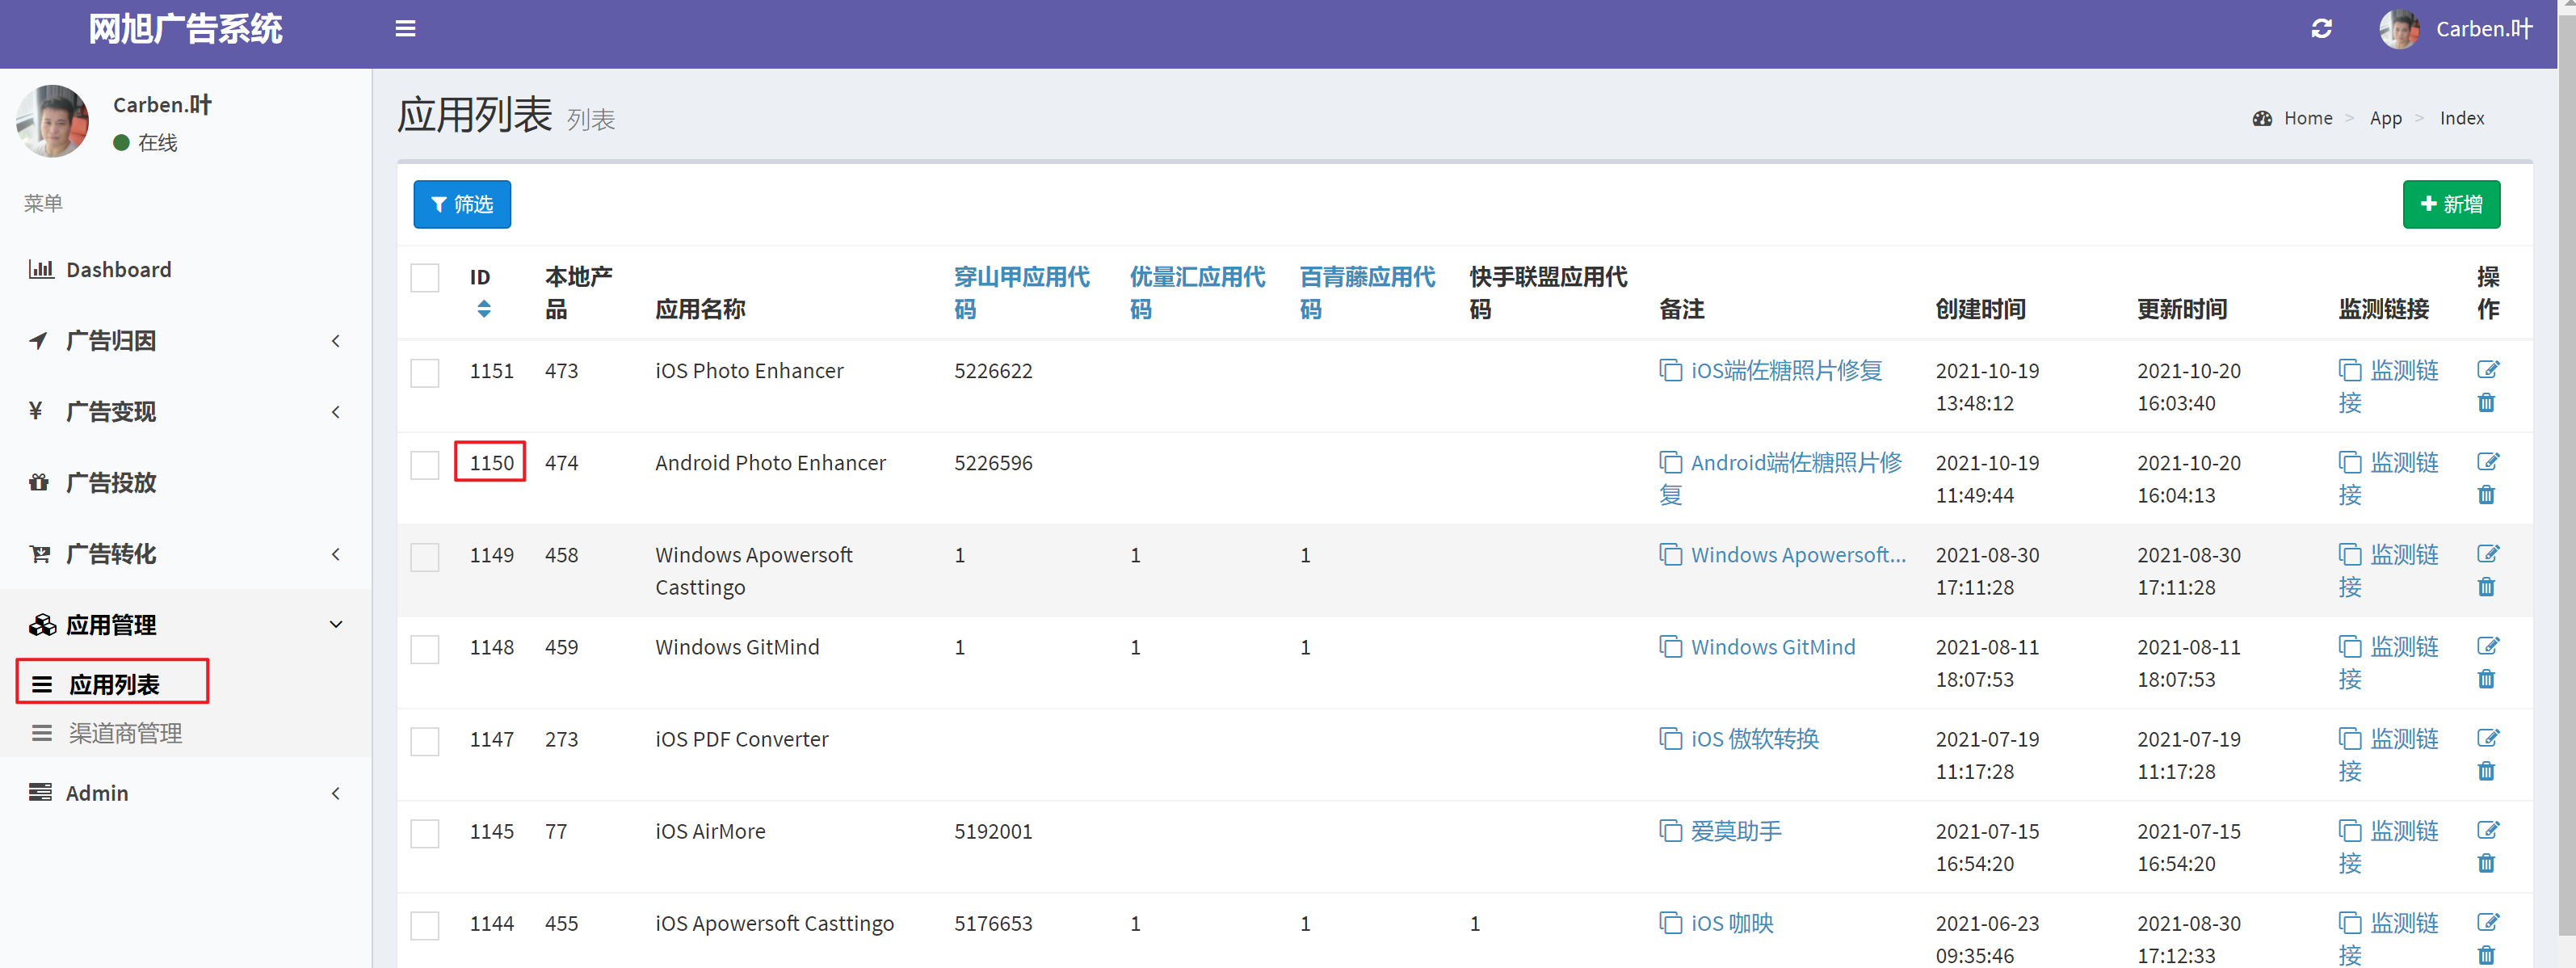 网旭广告系统
Carben.叶
Carben.叶
在线
菜单
Dashboard
广告归因
广告变现
广告投放
广告转化
应用管理
应用列表
渠道商管理
Admin
应用列表 列表
Home > App > Index
筛选
新增
ID 本地产品 应用名称 穿山甲应用代码 优量汇应用代码 百青藤应用代码 快手联盟应用代码 备注 创建时间 更新时间 监测链接 操作
1151 473 iOS Photo Enhancer 5226622 iOS端佐糖照片修复 2021-10-19 13:48:12 2021-10-20 16:03:40 监测链接
1150 474 Android Photo Enhancer 5226596 Android端佐糖照片修复 2021-10-19 11:49:44 2021-10-20 16:04:13 监测链接
1149 458 Windows Apowersoft Casttingo 1 1 1 Windows Apowersoft... 2021-08-30 17:11:28 2021-08-30 17:11:28 监测链接
1148 459 Windows GitMind 1 1 1 Windows GitMind 2021-08-11 18:07:53 2021-08-11 18:07:53 监测链接
1147 273 iOS PDF Converter iOS 傲软转换 2021-07-19 11:17:28 2021-07-19 11:17:28 监测链接
1145 77 iOS AirMore 5192001 爱莫助手 2021-07-15 16:54:20 2021-07-15 16:54:20 监测链接
1144 455 iOS Apowersoft Casttingo 5176653 1 1 1 iOS 咖映 2021-06-23 09:35:46 2021-08-30 17:12:33 监测链接